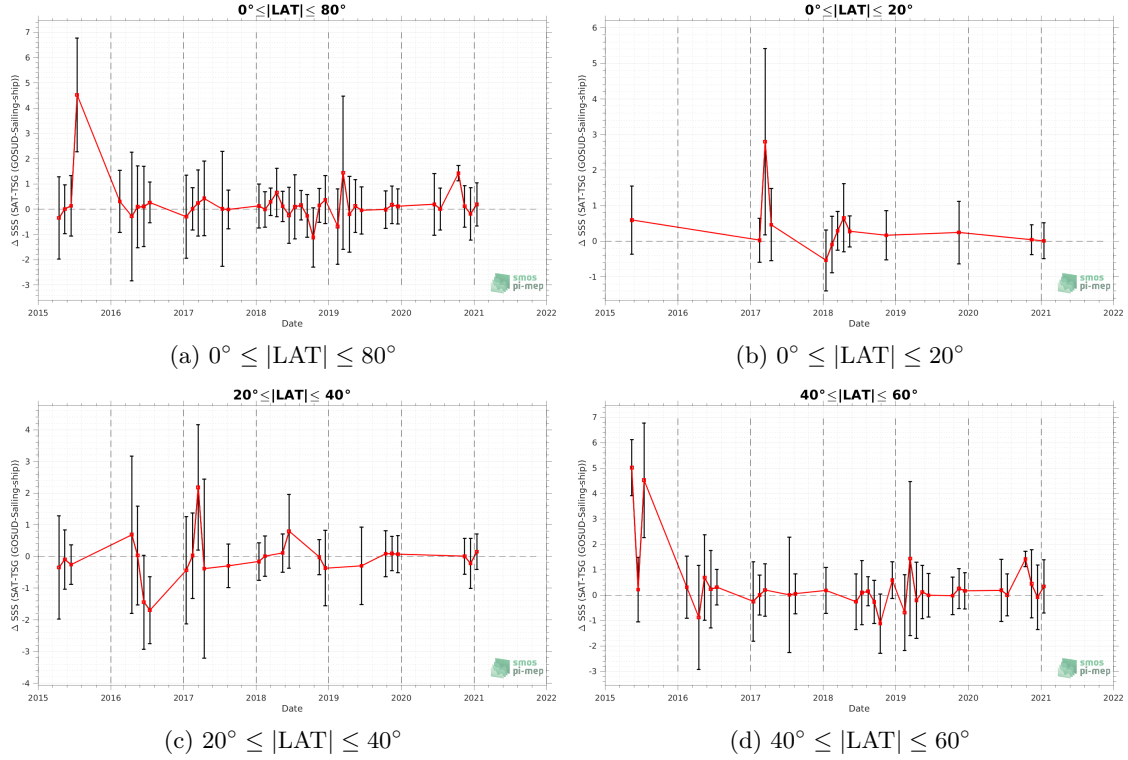 0°≤|LAT|≤ 80°
Δ SSS (SAT-TSG (GOSUD-Sailing-ship))
7
6
5
4
3
2
1
0
-1
-2
-3
2015 2016 2017 2018 2019 2020 2021 2022
Date
smos
pi-mep
(a) 0° ≤ |LAT| ≤ 80°
0°≤|LAT|≤ 20°
Δ SSS (SAT-TSG (GOSUD-Sailing-ship))
6
5
4
3
2
1
0
-1
2015 2016 2017 2018 2019 2020 2021 2022
Date
smos
pi-mep
(b) 0° ≤ |LAT| ≤ 20°
20°≤|LAT|≤ 40°
Δ SSS (SAT-TSG (GOSUD-Sailing-ship))
4
3
2
1
0
-1
-2
-3
-4
2015 2016 2017 2018 2019 2020 2021 2022
Date
smos
pi-mep
(c) 20° ≤ |LAT| ≤ 40°
40°≤|LAT|≤ 60°
Δ SSS (SAT-TSG (GOSUD-Sailing-ship))
7
6
5
4
3
2
1
0
-1
-2
-3
2015 2016 2017 2018 2019 2020 2021 2022
Date
smos
pi-mep
(d) 40° ≤ |LAT| ≤ 60°